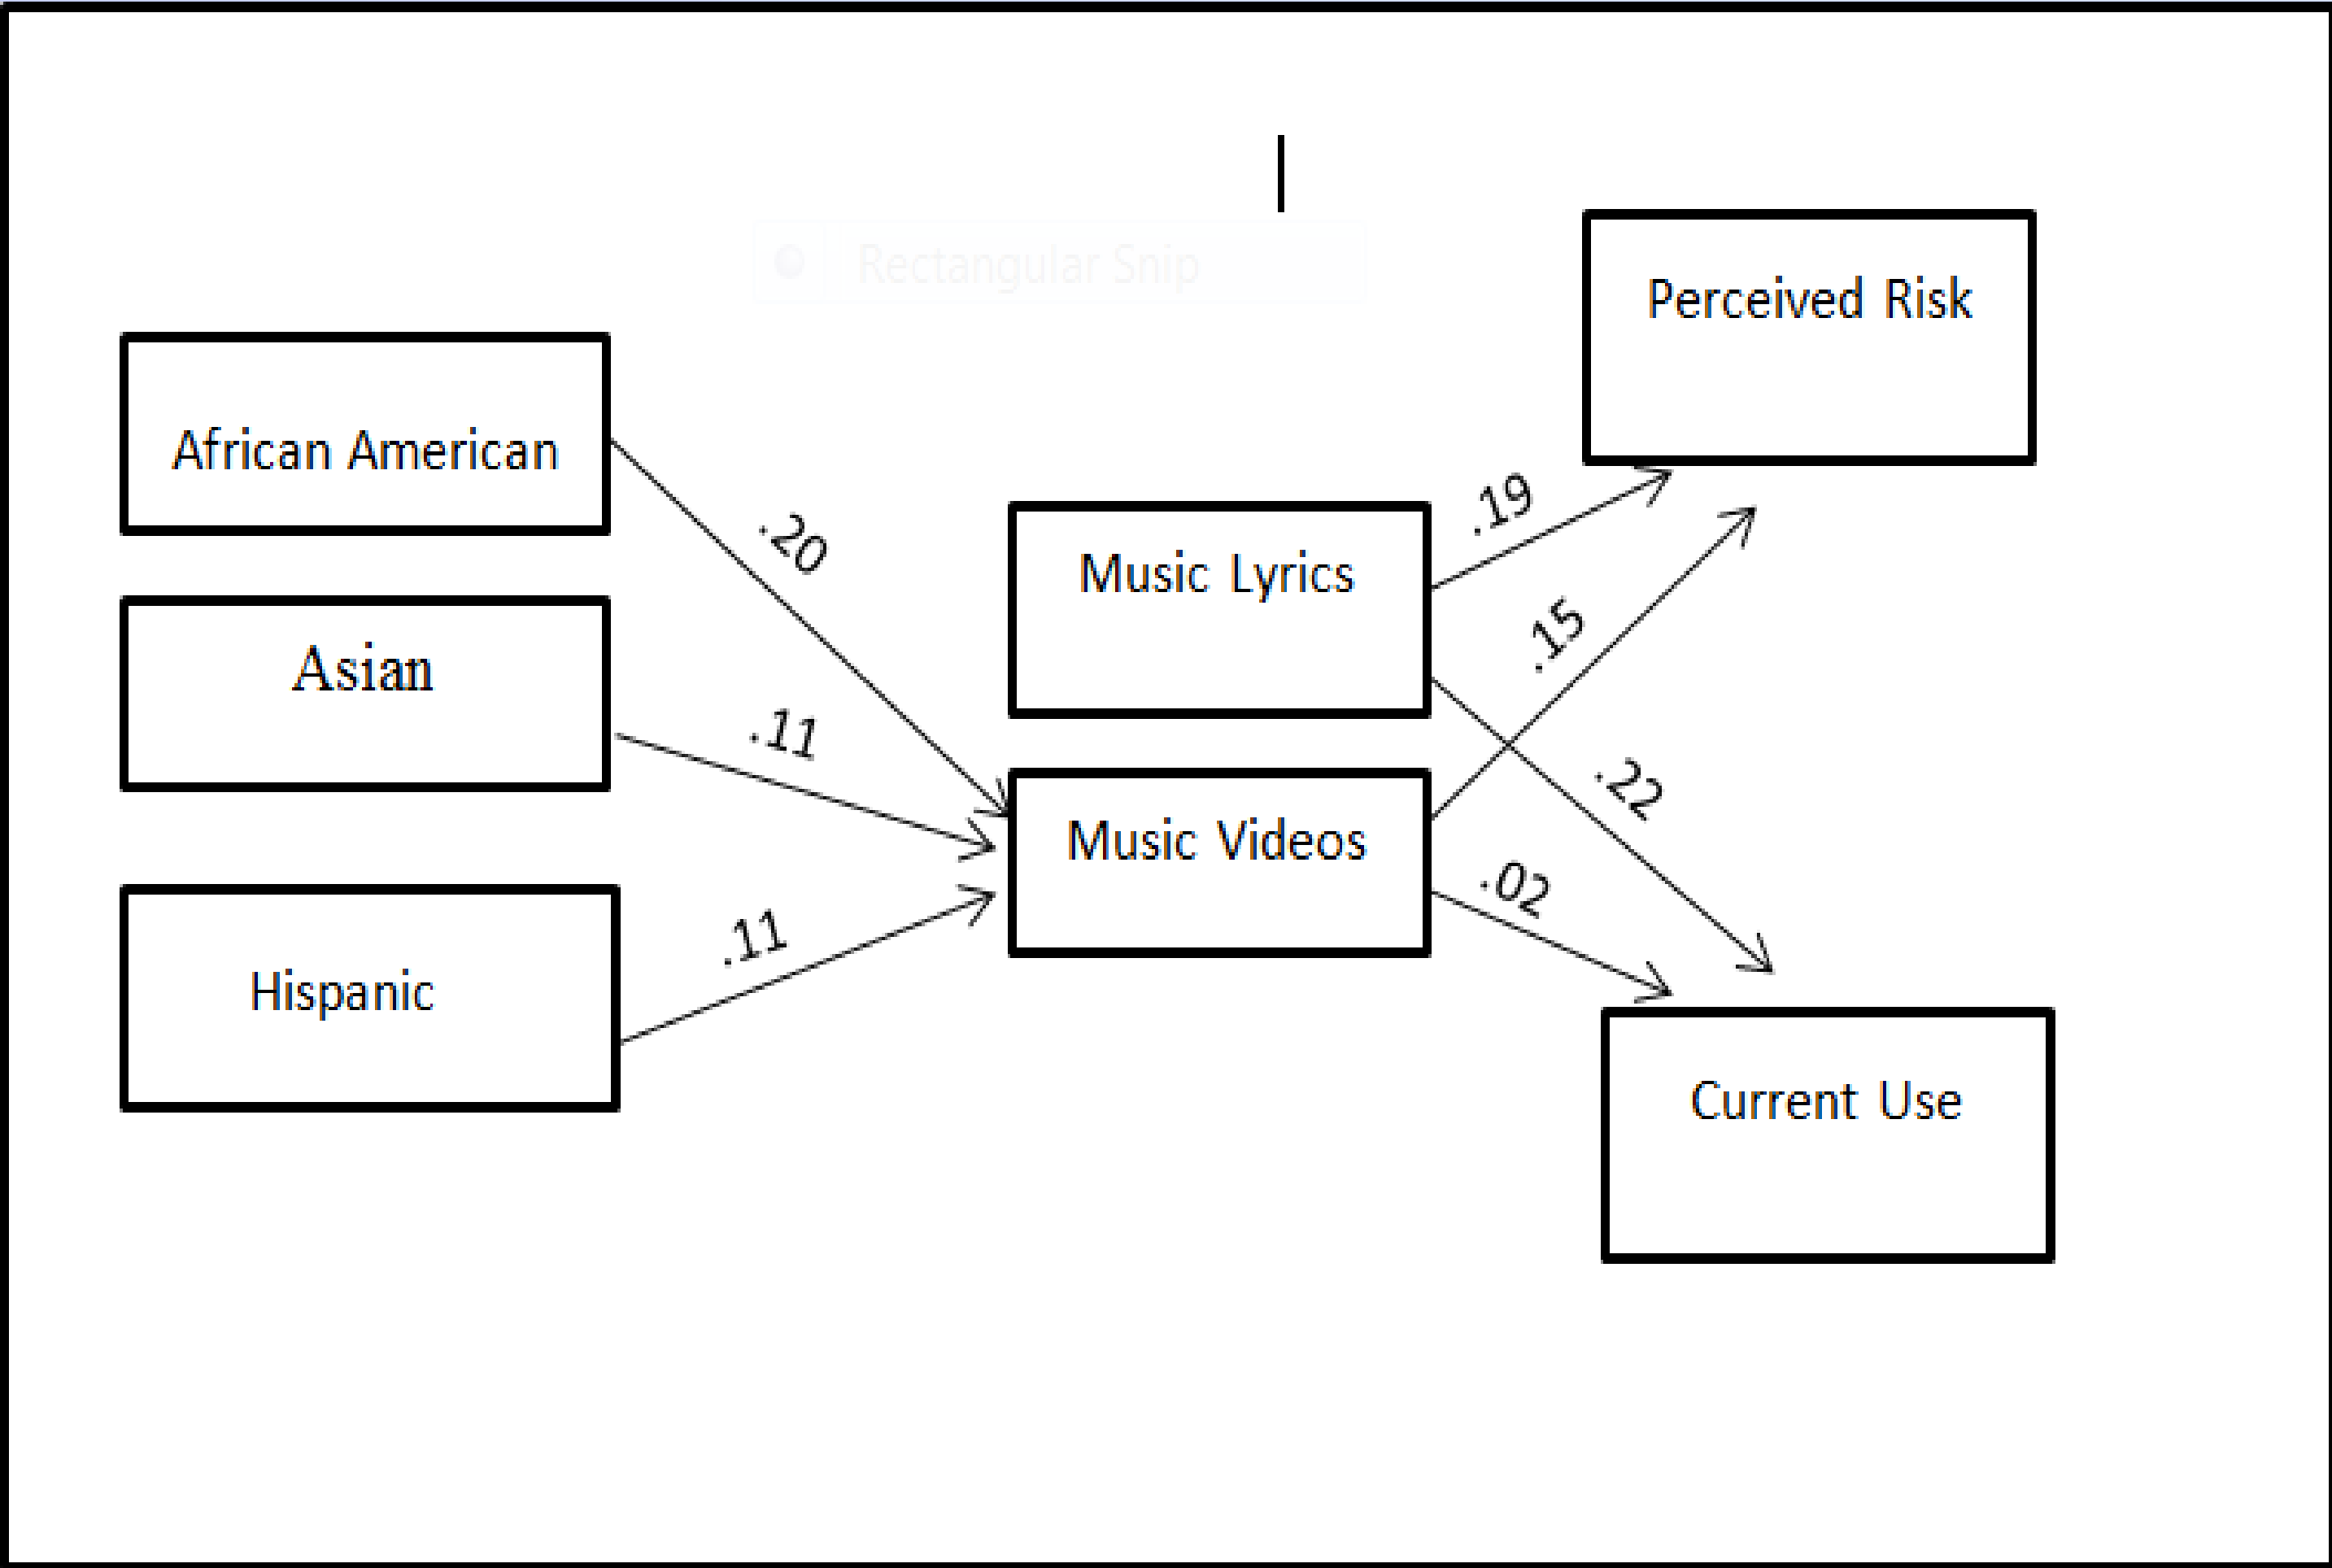 Rectangular Snip
Perceived Risk
African American
.20
.19
Music Lyrics
Asian
.15
.11
.22
Music Videos
.02
.11
Hispanic
Current Use